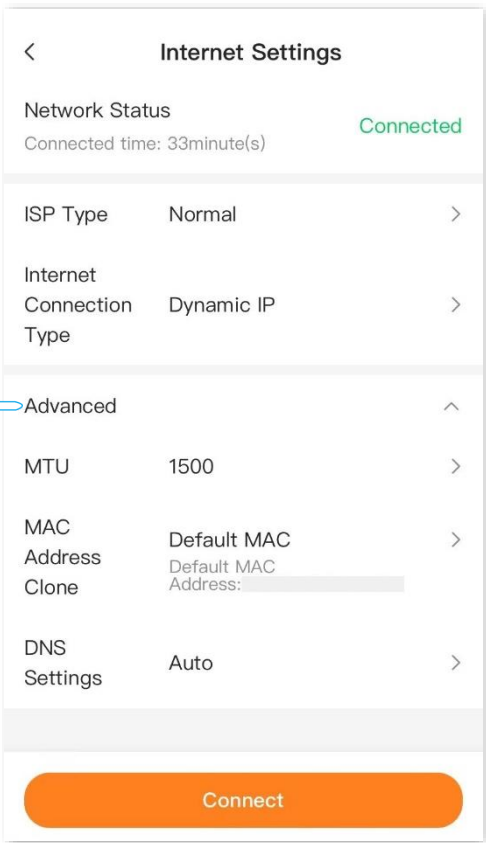 Internet Settings
Network Status
Connected
Connected time: 33minute(s)
ISP Type Normal
Internet
Connection Dynamic IP
Type
Advanced
MTU 1500
MAC
Address
Clone
Default MAC
Default MAC
Address:
DNS
Settings
Auto
Connect